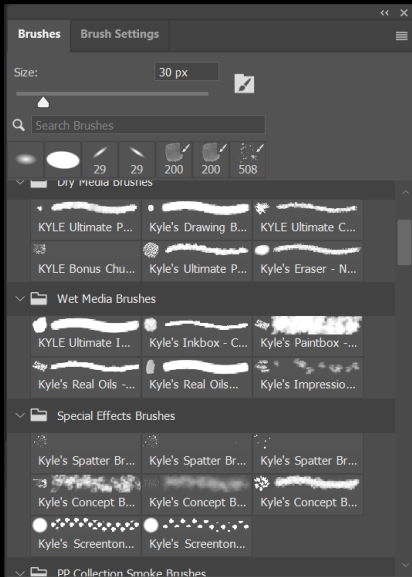 Brushes Brush Settings
Size: 30 px
Search Brushes
29 29 200 200 508
Dry Media Brushes
KYLE Ultimate P... Kyle's Drawing B... KYLE Ultimate C...
KYLE Bonus Chu... Kyle's Ultimate P... Kyle's Eraser - N...
Wet Media Brushes
KYLE Ultimate I... Kyle's Inkbox - C... Kyle's Paintbox -...
Kyle's Real Oils -... Kyle's Real Oils... Kyle's Impressio...
Special Effects Brushes
Kyle's Spatter Br... Kyle's Spatter Br... Kyle's Spatter Br...
Kyle's Concept B... Kyle's Concept B... Kyle's Concept B...
Kyle's Screenton... Kyle's Screenton...
PP Collection Smoke Brushes